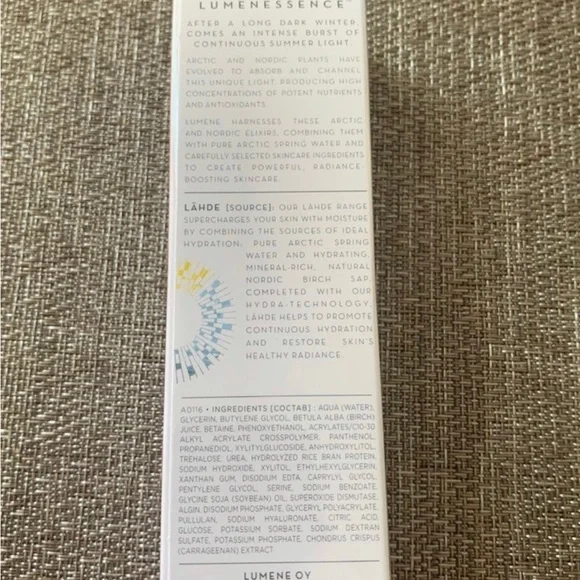 LUMENESSENCE™
AFTER A LONG DARK WINTER,
COMES AN INTENSE BURST OF
CONTINUOUS SUMMER LIGHT.
ARCTIC AND NORDIC PLANTS HAVE
EVOLVED TO ABSORB AND CHANNEL
THIS UNIQUE LIGHT: PRODUCING HIGH
CONCENTRATIONS OF POTENT NUTRIENTS
AND ANTIOXIDANTS.
LUMENE HARNESSES THESE ARCTIC
AND NORDIC ELIXIRS, COMBINING THEM
WITH PURE ARCTIC SPRING WATER AND
CAREFULLY SELECTED SKINCARE INGREDIENTS
TO CREATE POWERFUL, RADIANCE-
BOOSTING SKINCARE.
LÄHDE [SOURCE]: OUR LÄHDE RANGE
SUPERCHARGES YOUR SKIN WITH MOISTURE
BY COMBINING THE SOURCES OF IDEAL
HYDRATION; PURE ARCTIC SPRING
WATER AND HYDRATING,
MINERAL-RICH, NATURAL
NORDIC BIRCH SAP.
COMPLETED WITH OUR
HYDRA-TECHNOLOGY,
LÄHDE HELPS TO PROMOTE
CONTINUOUS HYDRATION
AND RESTORE SKIN'S
HEALTHY RADIANCE.
A0116 • INGREDIENTS [COCTAB] : AQUA (WATER),
GLYCERIN, BUTYLENE GLYCOL, BETULA ALBA (BIRCH)
JUICE, BETAINE, PHENOXYETHANOL, ACRYLATES/C10-30
ALKYL ACRYLATE CROSSPOLYMER, PANTHENOL,
PROPANEDIOL, XYLITYLGLUCOSIDE, ANHYDROXYLITOL,
TREHALOSE, UREA, HYDROLYZED RICE BRAN PROTEIN,
SODIUM HYDROXIDE, XYLITOL, ETHYLHEXYLGLYCERIN,
XANTHAN GUM, DISODIUM EDTA, CAPRYLYL GLYCOL,
PENTYLENE GLYCOL, SERINE, SODIUM BENZOATE,
GLYCINE SOJA (SOYBEAN) OIL, SUPEROXIDE DISMUTASE,
ALGIN, DISODIUM PHOSPHATE, GLYCERYL POLYACRYLATE,
PULLULAN, SODIUM HYALURONATE, CITRIC ACID,
GLUCOSE, POTASSIUM SORBATE, SODIUM DEXTRAN
SULFATE, POTASSIUM PHOSPHATE, CHONDRUS CRISPUS
(CARRAGEENAN) EXTRACT
LUMENE OY